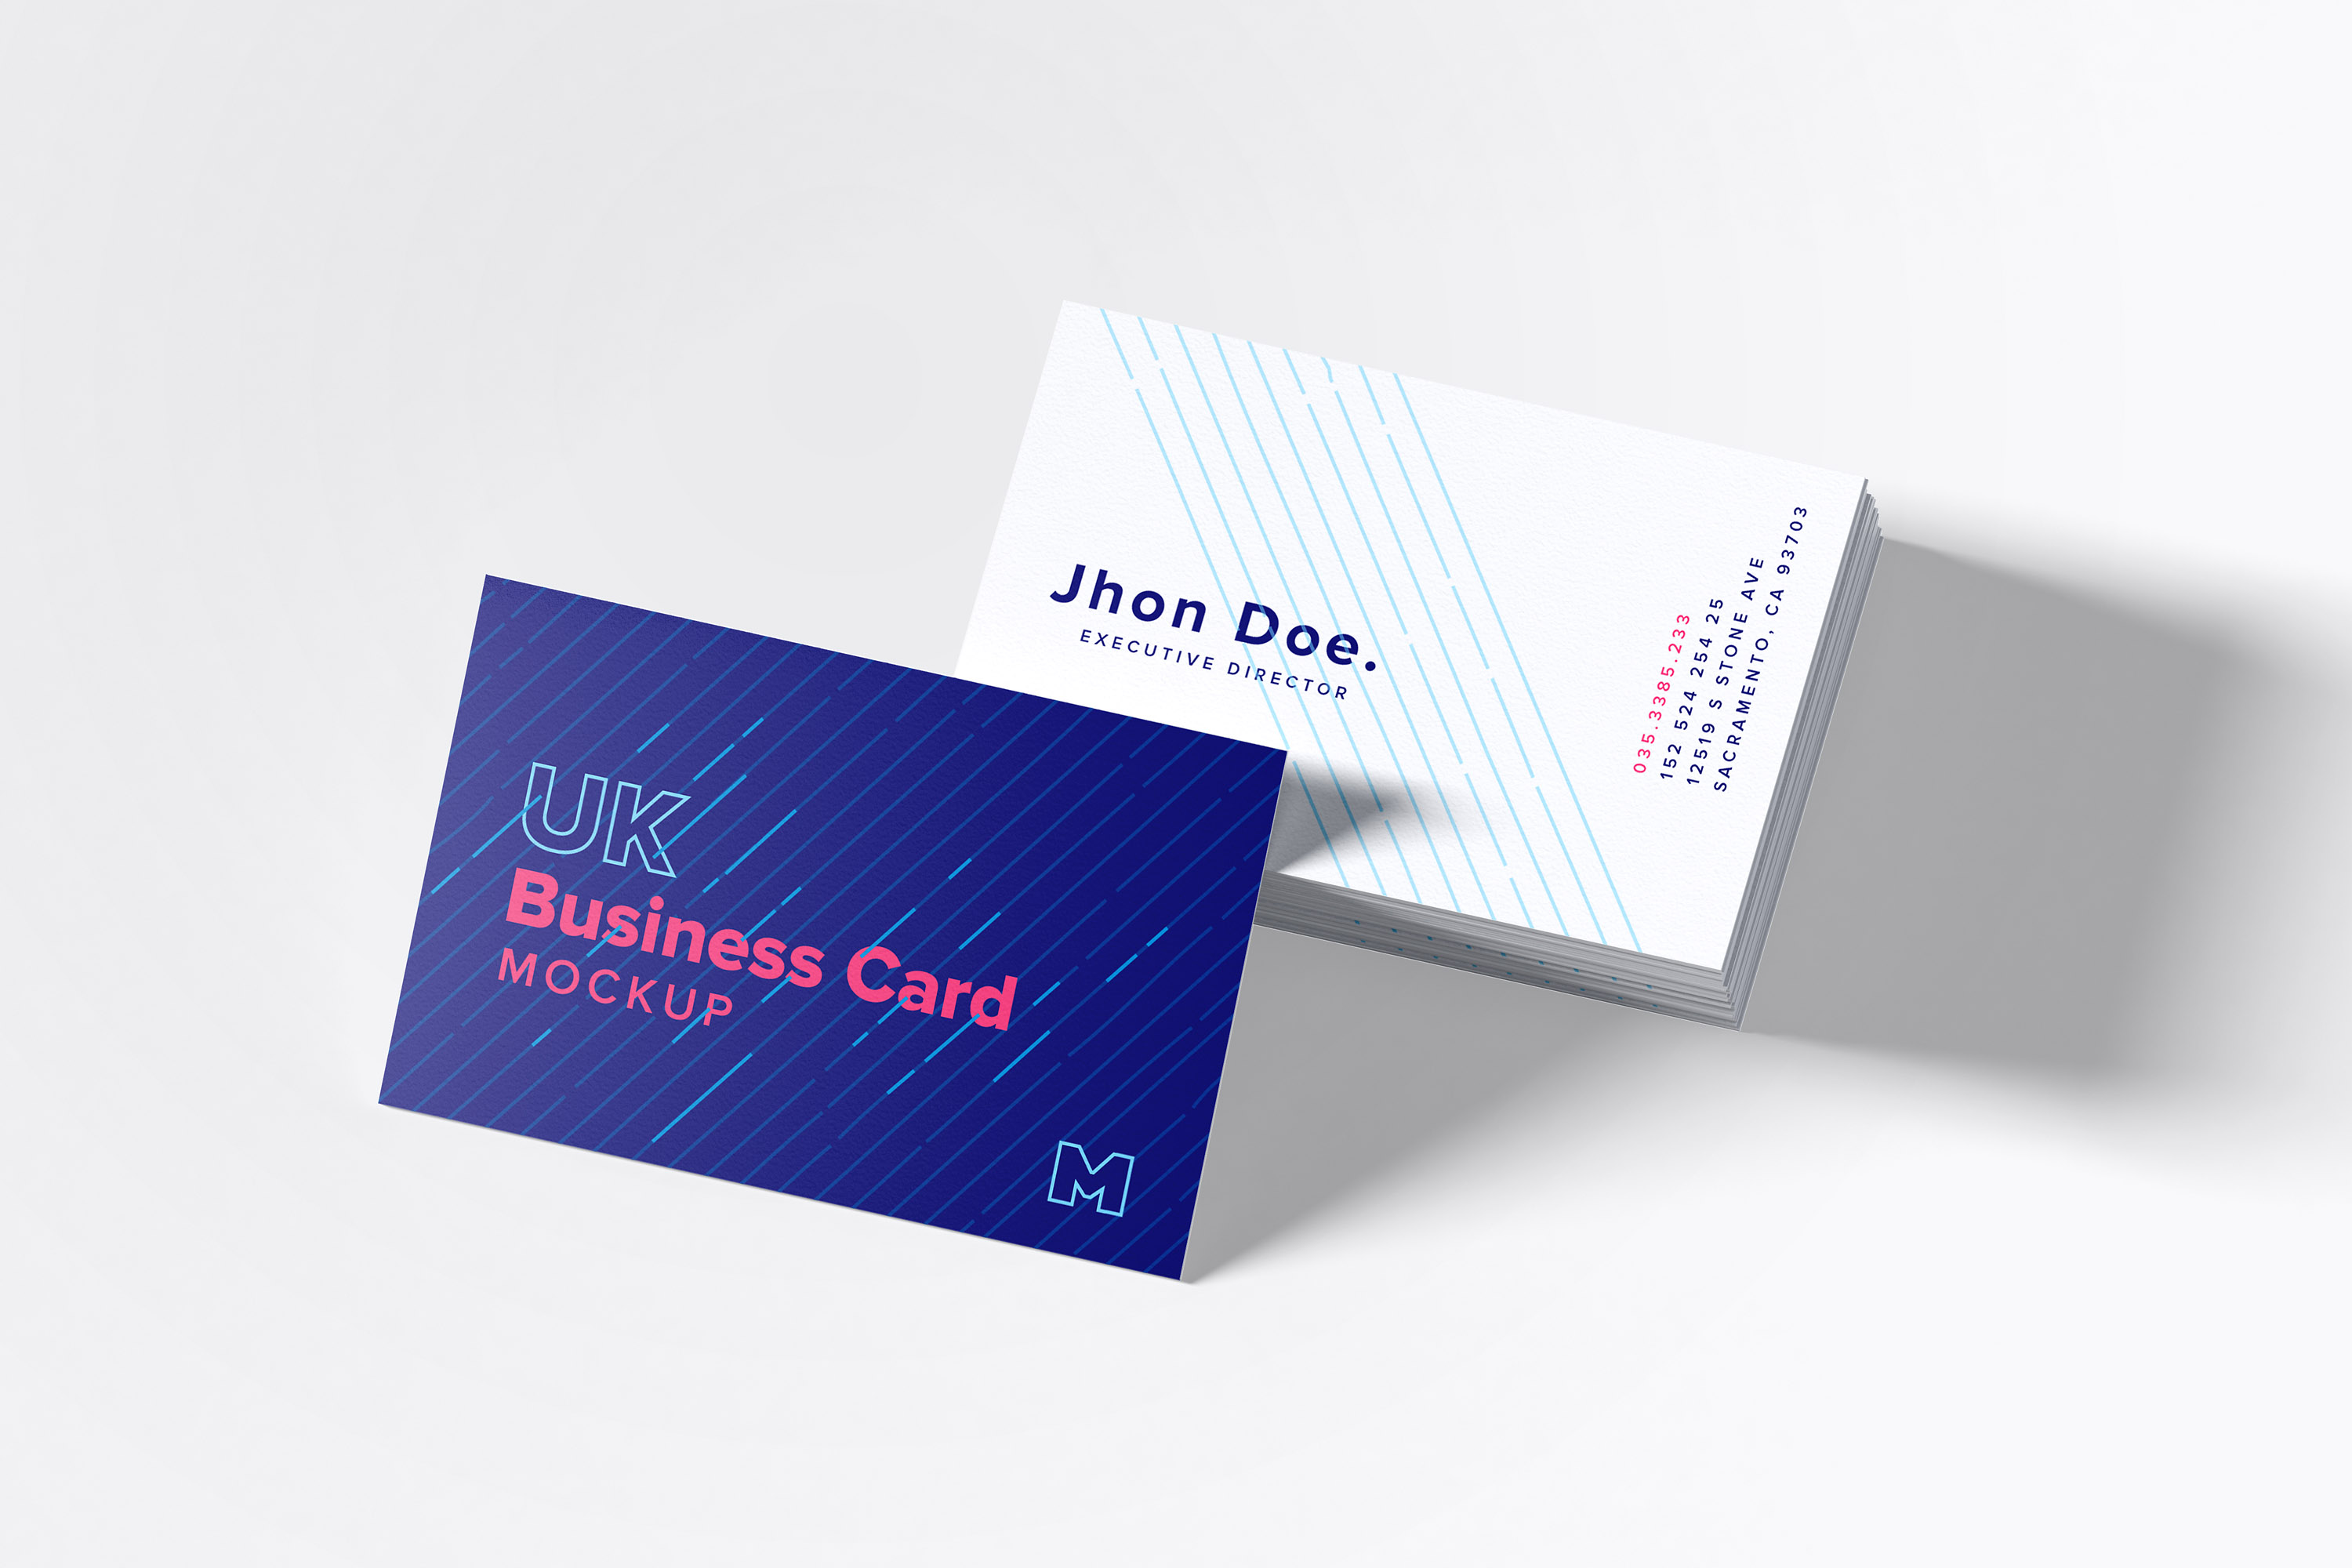 UK
Business Card
MOCKUP
M
Jhon Doe.
EXECUTIVE DIRECTOR
035.3385.233
152 524 254 25
12519 S STONE AVE
SACRAMENTO, CA 93703